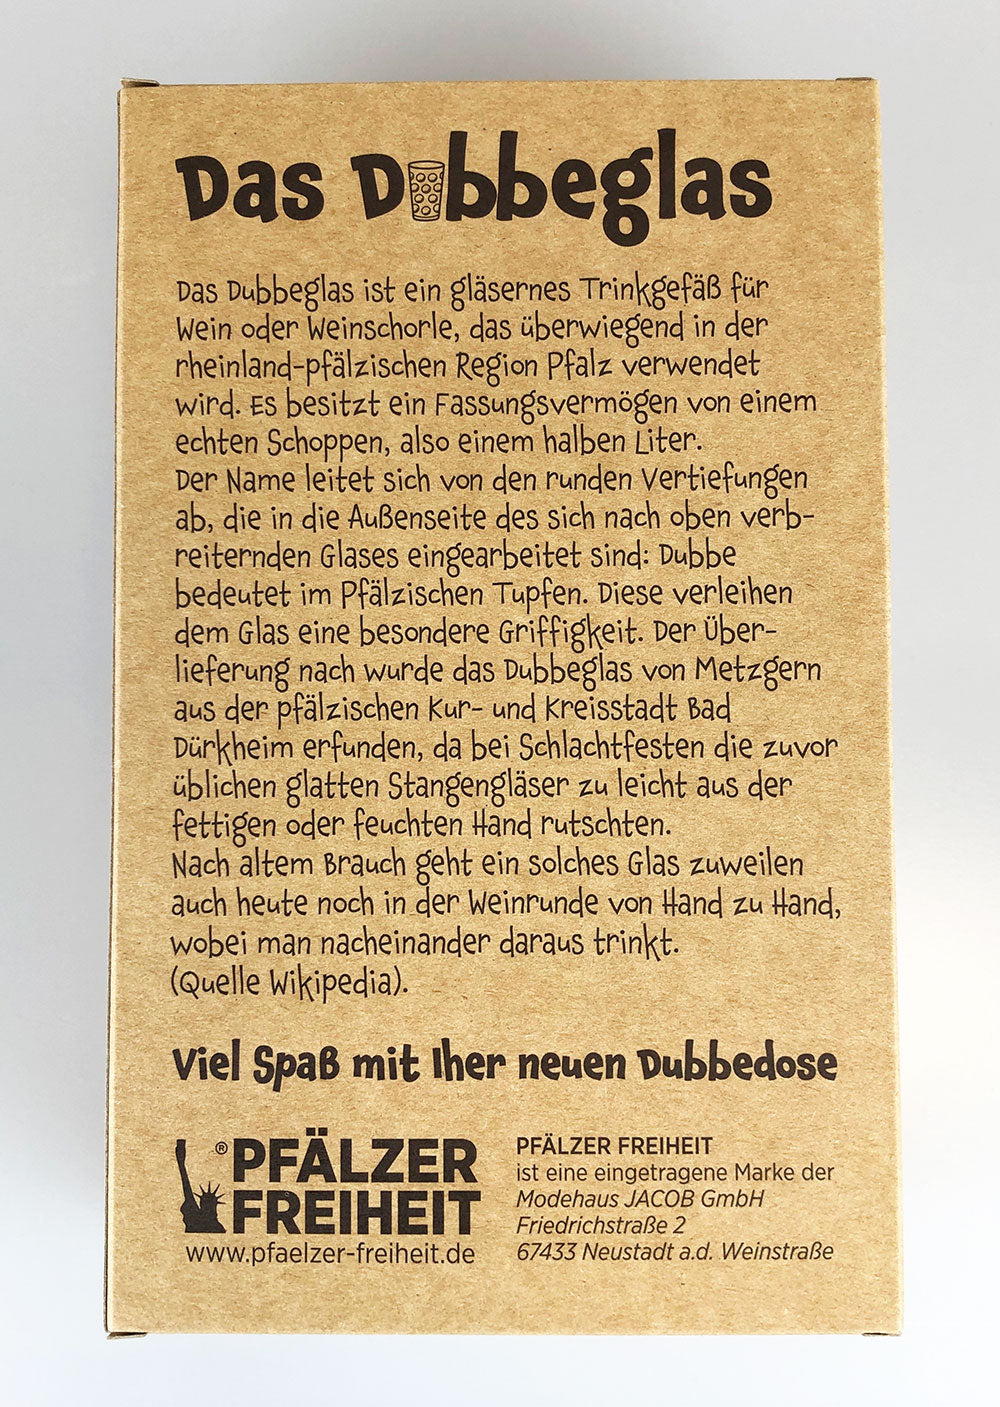 Das Dubbeglas
Das Dubbeglas ist ein gläsernes Trinkgefäß für
Wein oder Weinschorle, das überwiegend in der
rheinland-pfälzischen Region Pfalz verwendet
wird. Es besitzt ein Fassungsvermögen von einem
echten Schoppen, also einem halben Liter.
Der Name leitet sich von den runden Vertiefungen
ab, die in die Außenseite des sich nach oben verb-
reiternden Glases eingearbeitet sind: Dubbe
bedeutet im Pfälzischen Tupfen. Diese verleihen
dem Glas eine besondere Griffigkeit. Der Über-
lieferung nach wurde das Dubbeglas von Metzgern
aus der pfälzischen Kur- und Kreisstadt Bad
Dürkheim erfunden, da bei Schlachtfesten die zuvor
üblichen glatten Stangengläser zu leicht aus der
fettigen oder feuchten Hand rutschten.
Nach altem Brauch geht ein solches Glas zuweilen
auch heute noch in der Weinrunde von Hand zu Hand,
wobei man nacheinander daraus trinkt.
(Quelle Wikipedia).
Viel Spaß mit Iher neuen Dubbedose
® PFÄLZER
FREIHEIT
www.pfaelzer-freiheit.de
PFÄLZER FREIHEIT
ist eine eingetragene Marke der
Modehaus JACOB GmbH
Friedrichstraße 2
67433 Neustadt a.d. Weinstraße